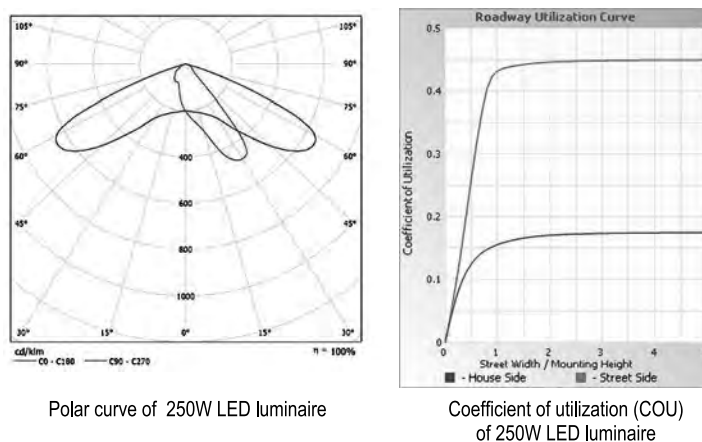 105°
105°
90°
90°
75°
75°
60°
60°
45°
45°
400
600
800
1000
30°
15°
0°
15°
30°
cd/klm
η = 100%
C0 - C180
C90 - C270
Polar curve of 250W LED luminaire
Roadway Utilization Curve
0.5
0.4
0.3
0.2
0.1
0
Coefficient of Utilization
0
1
2
3
4
Street Width / Mounting Height
- House Side
- Street Side
Coefficient of utilization (COU)
of 250W LED luminaire